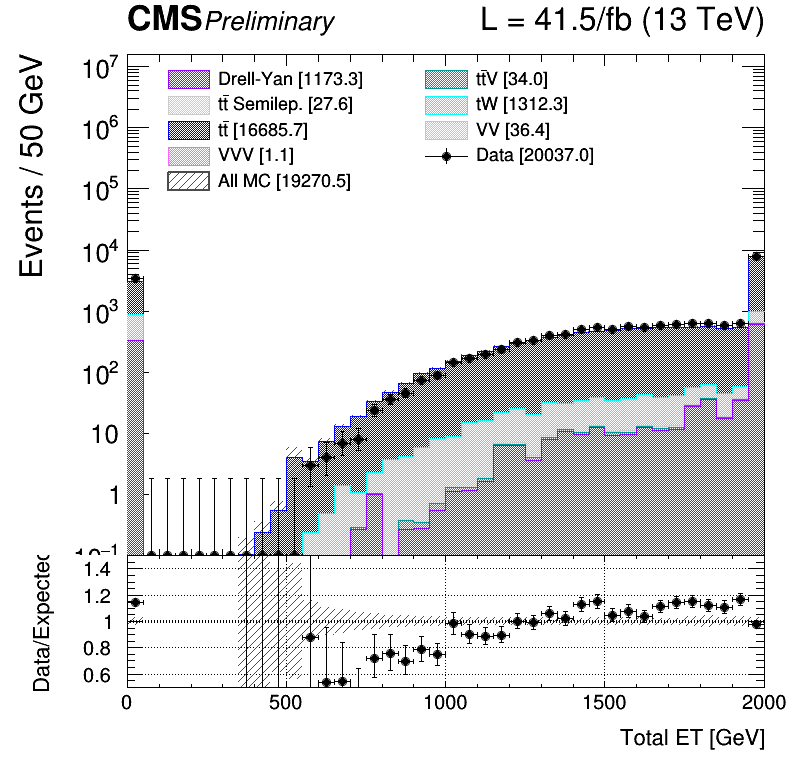 CMS Preliminary L = 41.5/fb (13 TeV)
Events / 50 GeV
10⁷
10⁶
10⁵
10⁴
10³
10²
10
1
10⁻¹
Drell-Yan [1173.3]
tt̄ Semilep. [27.6]
tt̄ [16685.7]
VVV [1.1]
All MC [19270.5]
tt̄V [34.0]
tW [1312.3]
VV [36.4]
Data [20037.0]
Data/Expected
1.4
1.2
1
0.8
0.6
0 500 1000 1500 2000
Total ET [GeV]